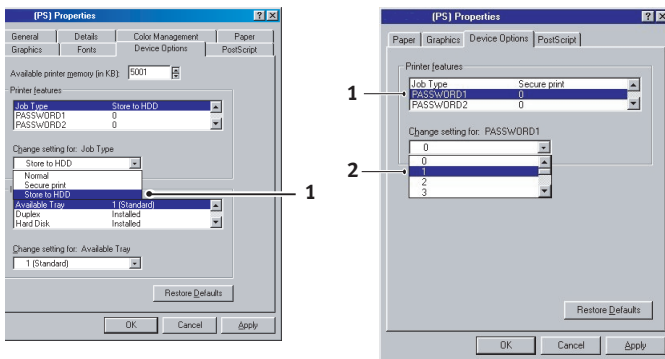 (PS) Properties
General Details Color Management Paper
Graphics Fonts Device Options PostScript
Available printer memory (in KB): 5001
Printer features
Job Type Store to HDD
PASSWORD1 0
PASSWORD2 0
Change setting for: Job Type
Store to HDD
Normal
Secure print
Store to HDD
1
Available Tray 1 (Standard)
Duplex Installed
Hard Disk Installed
Change setting for: Available Tray
1 (Standard)
Restore Defaults
OK Cancel Apply
(PS) Properties
Paper Graphics Device Options PostScript
Printer features
Job Type Secure print
1
PASSWORD1 0
PASSWORD2 0
Change setting for: PASSWORD1
0
0
2
1
2
3
Restore Defaults
OK Cancel Apply